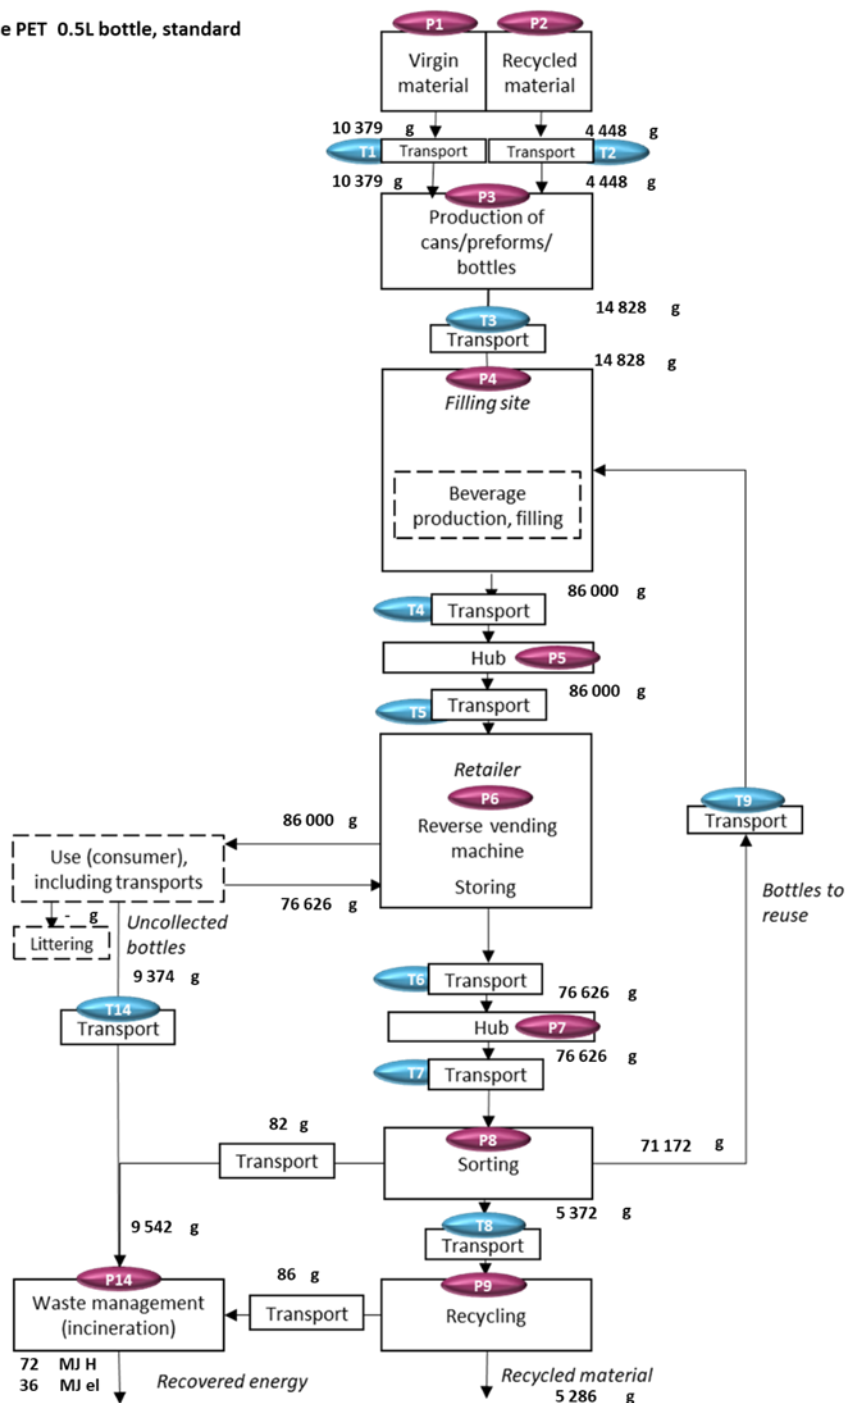 e PET 0.5L bottle, standard
P1
P2
Virgin
material
Recycled
material
10 379 g
4 448 g
T1
Transport
Transport
T2
10 379 g
4 448 g
P3
Production of
cans/preforms/
bottles
14 828 g
T3
Transport
14 828 g
P4
Filling site
Beverage
production, filling
86 000 g
T4
Transport
Hub
P5
86 000 g
T5
Transport
Retailer
P6
Reverse vending
machine
Storing
T9
Transport
86 000 g
Use (consumer),
including transports
76 626 g
Bottles to
reuse
- g
Littering
Uncollected
bottles
9 374 g
T14
Transport
T6
Transport
76 626 g
Hub
P7
76 626 g
T7
Transport
82 g
Transport
P8
Sorting
71 172 g
5 372 g
T8
Transport
9 542 g
P14
Waste management
(incineration)
86 g
Transport
P9
Recycling
72 MJ H
36 MJ el
Recovered energy
Recycled material
5 286 g